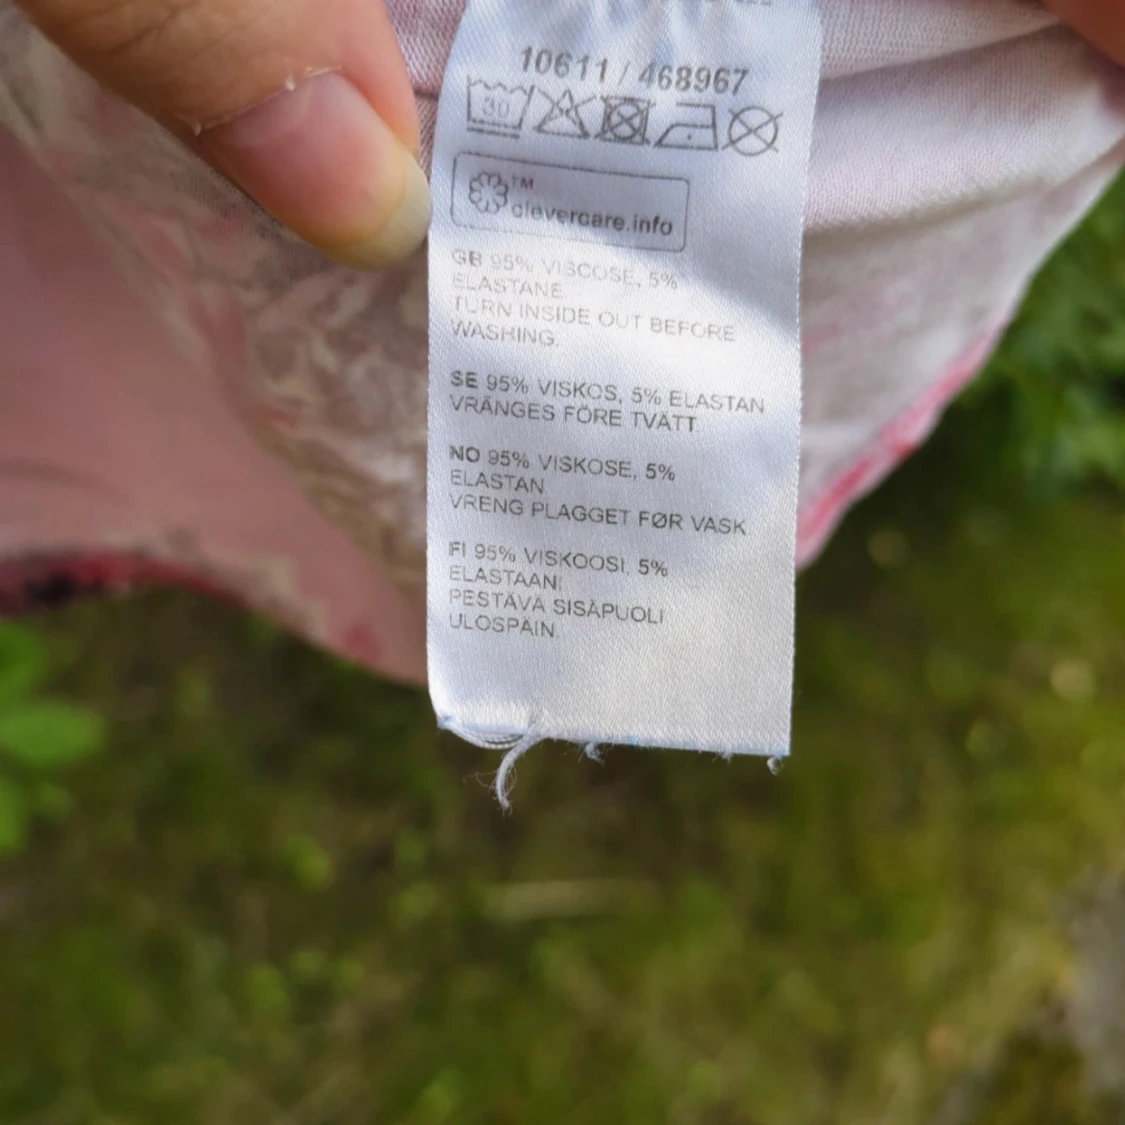 10611 / 468967
30
TM
clevercare.info
GB 95% VISCOSE, 5%
ELASTANE
TURN INSIDE OUT BEFORE
WASHING.
SE 95% VISKOS, 5% ELASTAN
VRÄNGES FÖRE TVÄTT
NO 95% VISKOSE, 5%
ELASTAN
VRENG PLAGGET FØR VASK
FI 95% VISKOOSI, 5%
ELASTAANI
PESTÄVÄ SISÄPUOLI
ULOSPÄIN.